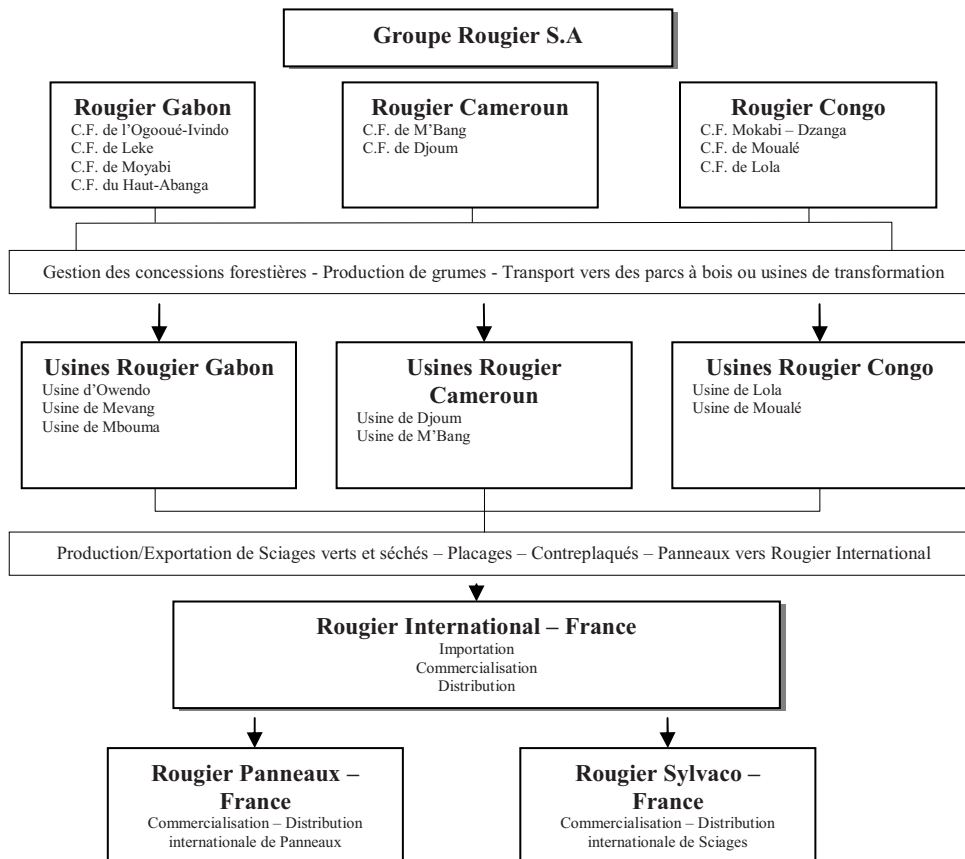 Groupe Rougier S.A
Rougier Gabon
C.F. de l’Ogooué-Ivindo
C.F. de Leke
C.F. de Moyabi
C.F. du Haut-Abanga
Rougier Cameroun
C.F. de M’Bang
C.F. de Djoum
Rougier Congo
C.F. Mokabi – Dzanga
C.F. de Moualé
C.F. de Lola
Gestion des concessions forestières - Production de grumes - Transport vers des parcs à bois ou usines de transformation
Usines Rougier Gabon
Usine d’Owendo
Usine de Mevang
Usine de Mbouma
Usines Rougier
Cameroun
Usine de Djoum
Usine de M’Bang
Usines Rougier Congo
Usine de Lola
Usine de Moualé
Production/Exportation de Sciages verts et séchés – Placages – Contreplaqués – Panneaux vers Rougier International
Rougier International – France
Importation
Commercialisation
Distribution
Rougier Panneaux –
France
Commercialisation – Distribution
internationale de Panneaux
Rougier Sylvaco –
France
Commercialisation – Distribution
internationale de Sciages